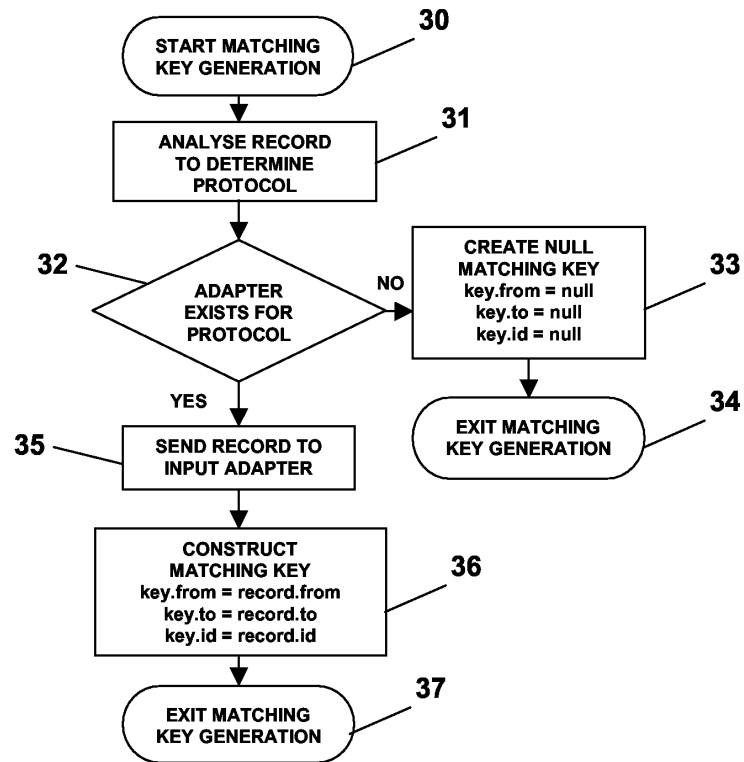 START MATCHING
KEY GENERATION
30
ANALYSE RECORD
TO DETERMINE
PROTOCOL
31
32
ADAPTER
EXISTS FOR
PROTOCOL
NO
CREATE NULL
MATCHING KEY
key.from = null
key.to = null
key.id = null
33
YES
EXIT MATCHING
KEY GENERATION
34
35
SEND RECORD TO
INPUT ADAPTER
CONSTRUCT
MATCHING KEY
key.from = record.from
key.to = record.to
key.id = record.id
36
EXIT MATCHING
KEY GENERATION
37